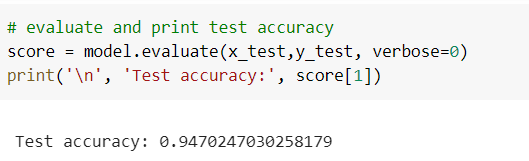 # evaluate and print test accuracy
score = model.evaluate(x_test,y_test, verbose=0)
print('\n', 'Test accuracy:', score[1])
Test accuracy: 0.9470247030258179